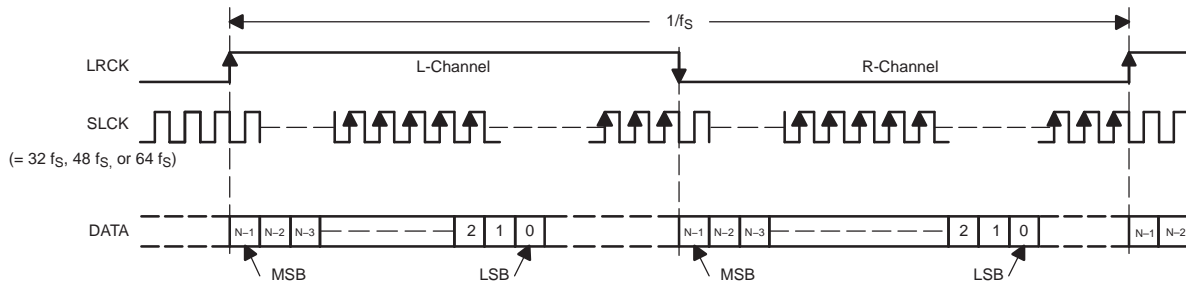 1/fS
LRCK
L-Channel
R-Channel
SLCK
(= 32 fS, 48 fS, or 64 fS)
DATA
N–1 N–2 N–3 2 1 0 N–1 N–2 N–3 2 1 0 N–1 N–2
MSB LSB MSB LSB